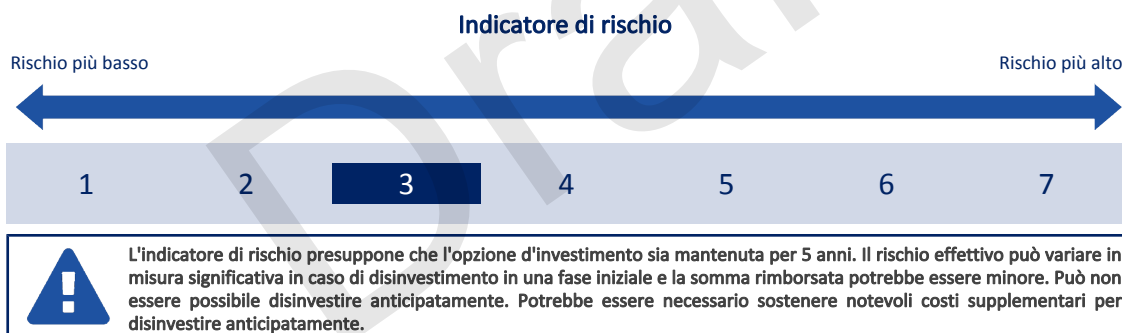 Indicatore di rischio
Rischio più basso Rischio più alto
1 2 3 4 5 6 7
L'indicatore di rischio presuppone che l'opzione d'investimento sia mantenuta per 5 anni. Il rischio effettivo può variare in
misura significativa in caso di disinvestimento in una fase iniziale e la somma rimborsata potrebbe essere minore. Può non
essere possibile disinvestire anticipatamente. Potrebbe essere necessario sostenere notevoli costi supplementari per
disinvestire anticipatamente.